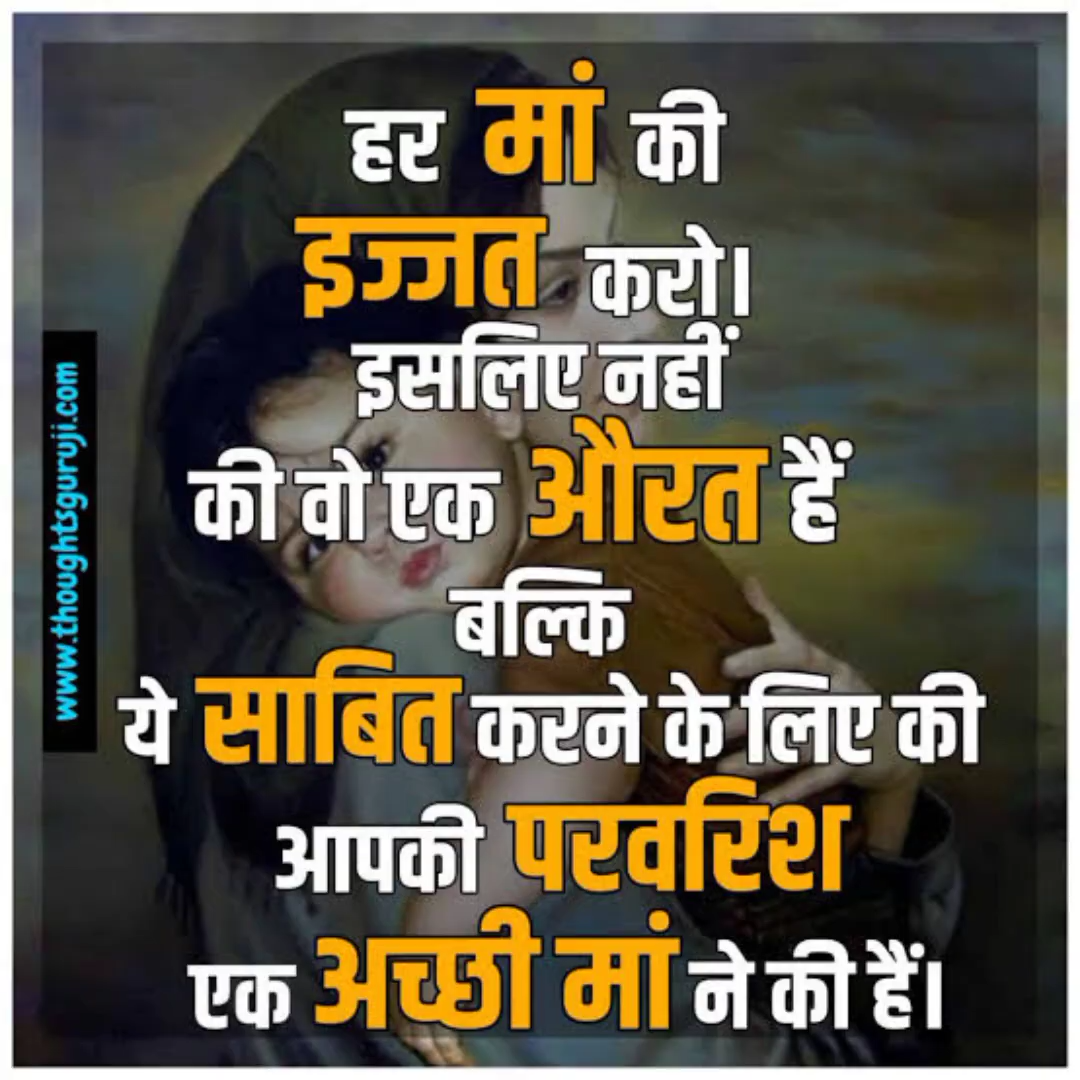 हर मां की
इज्जत करो।
इसलिए नहीं
की वो एक औरत हैं
बल्कि
ये साबित करने के लिए की
आपकी परवरिश
एक अच्छी मां ने की हैं।
www.thoughtsguruji.com